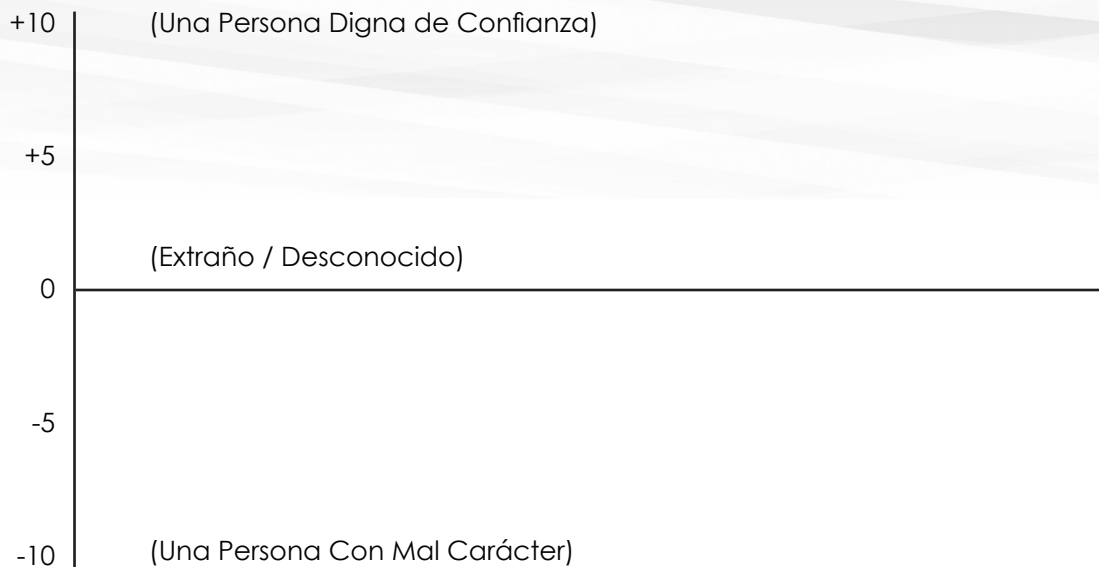 +10 (Una Persona Digna de Confianza)
+5
(Extraño / Desconocido)
0
-5
-10 (Una Persona Con Mal Carácter)